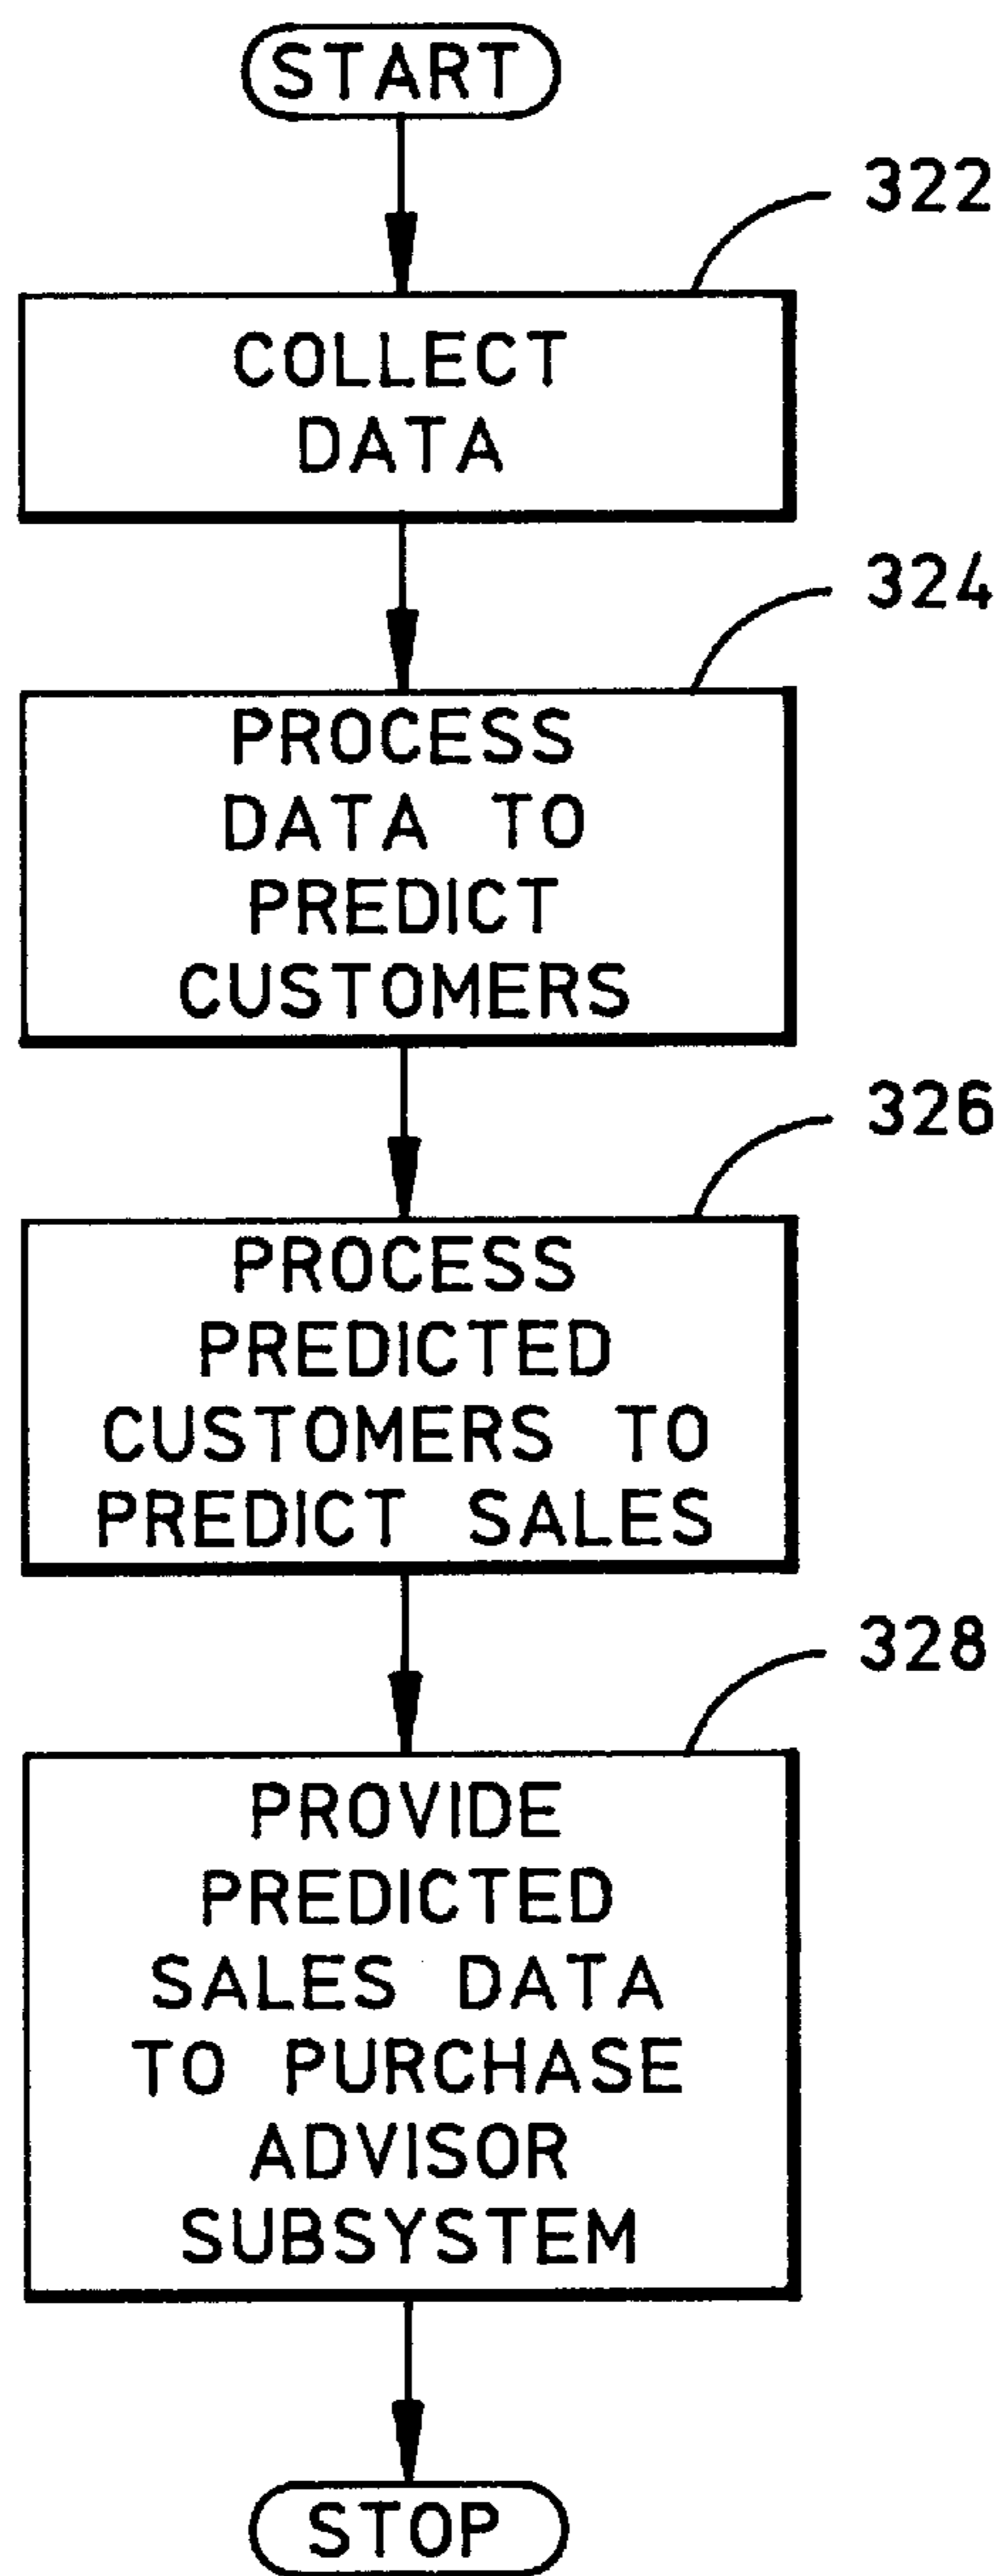 START
322
COLLECT
DATA
324
PROCESS
DATA TO
PREDICT
CUSTOMERS
326
PROCESS
PREDICTED
CUSTOMERS TO
PREDICT SALES
328
PROVIDE
PREDICTED
SALES DATA
TO PURCHASE
ADVISOR
SUBSYSTEM
STOP